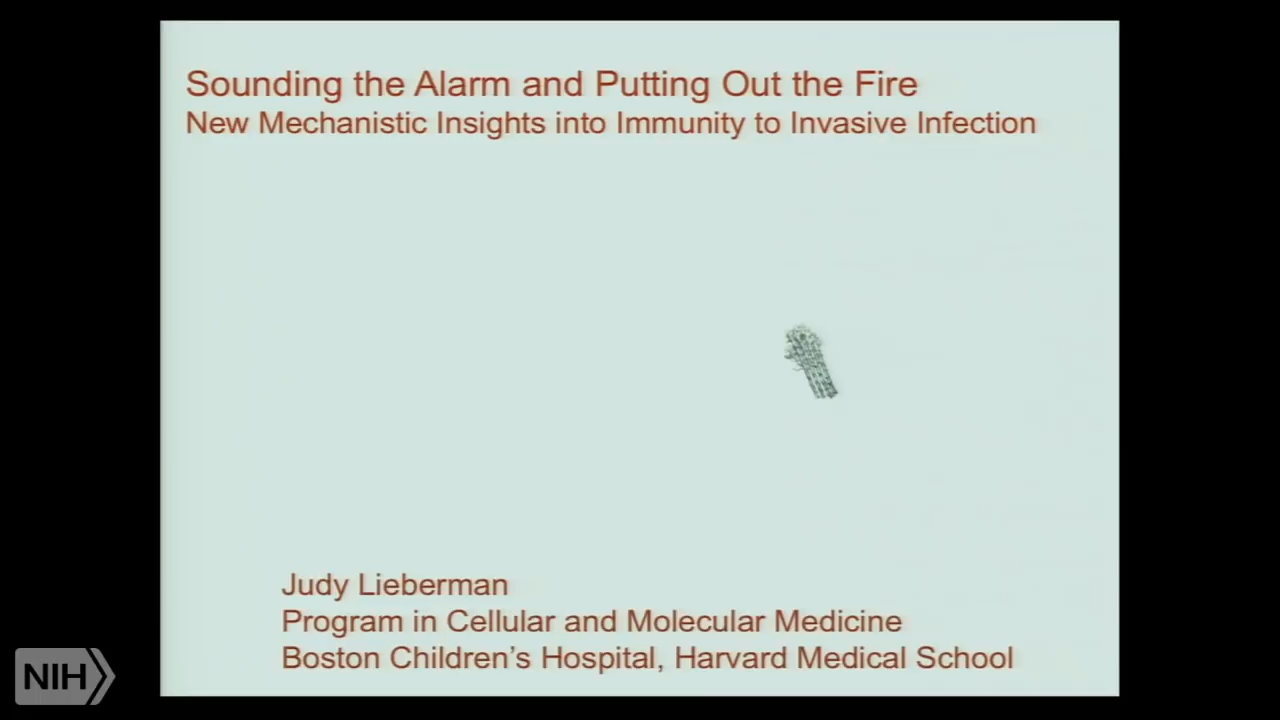 Sounding the Alarm and Putting Out the Fire
New Mechanistic Insights into Immunity to Invasive Infection
Judy Lieberman
Program in Cellular and Molecular Medicine
Boston Children's Hospital, Harvard Medical School
NIH